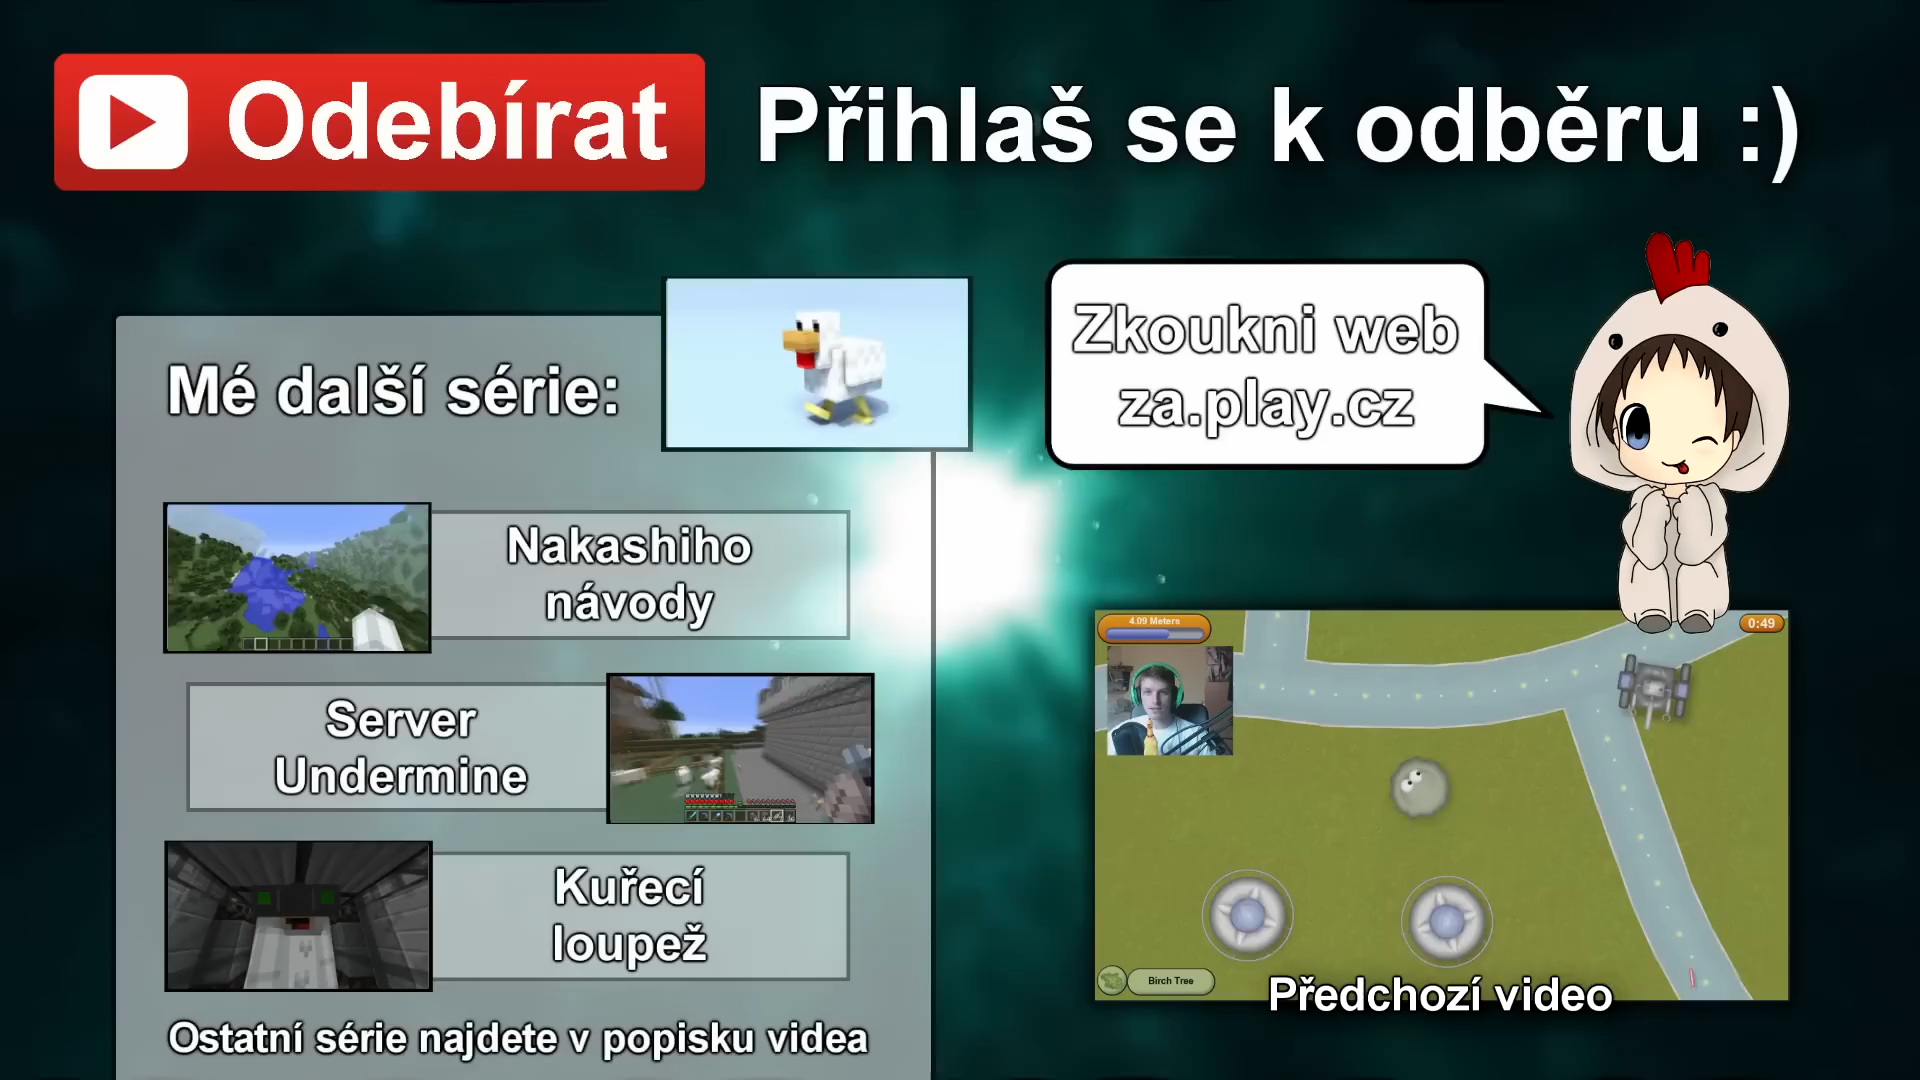 Odebírat
Přihlaš se k odběru :)
Mé další série:
Zkoukni web
za.play.cz
Nakashiho
návody
Server
Undermine
Kuřecí
loupež
Ostatní série najdete v popisku videa
4.09 Meters
0:49
Birch Tree
Předchozí video